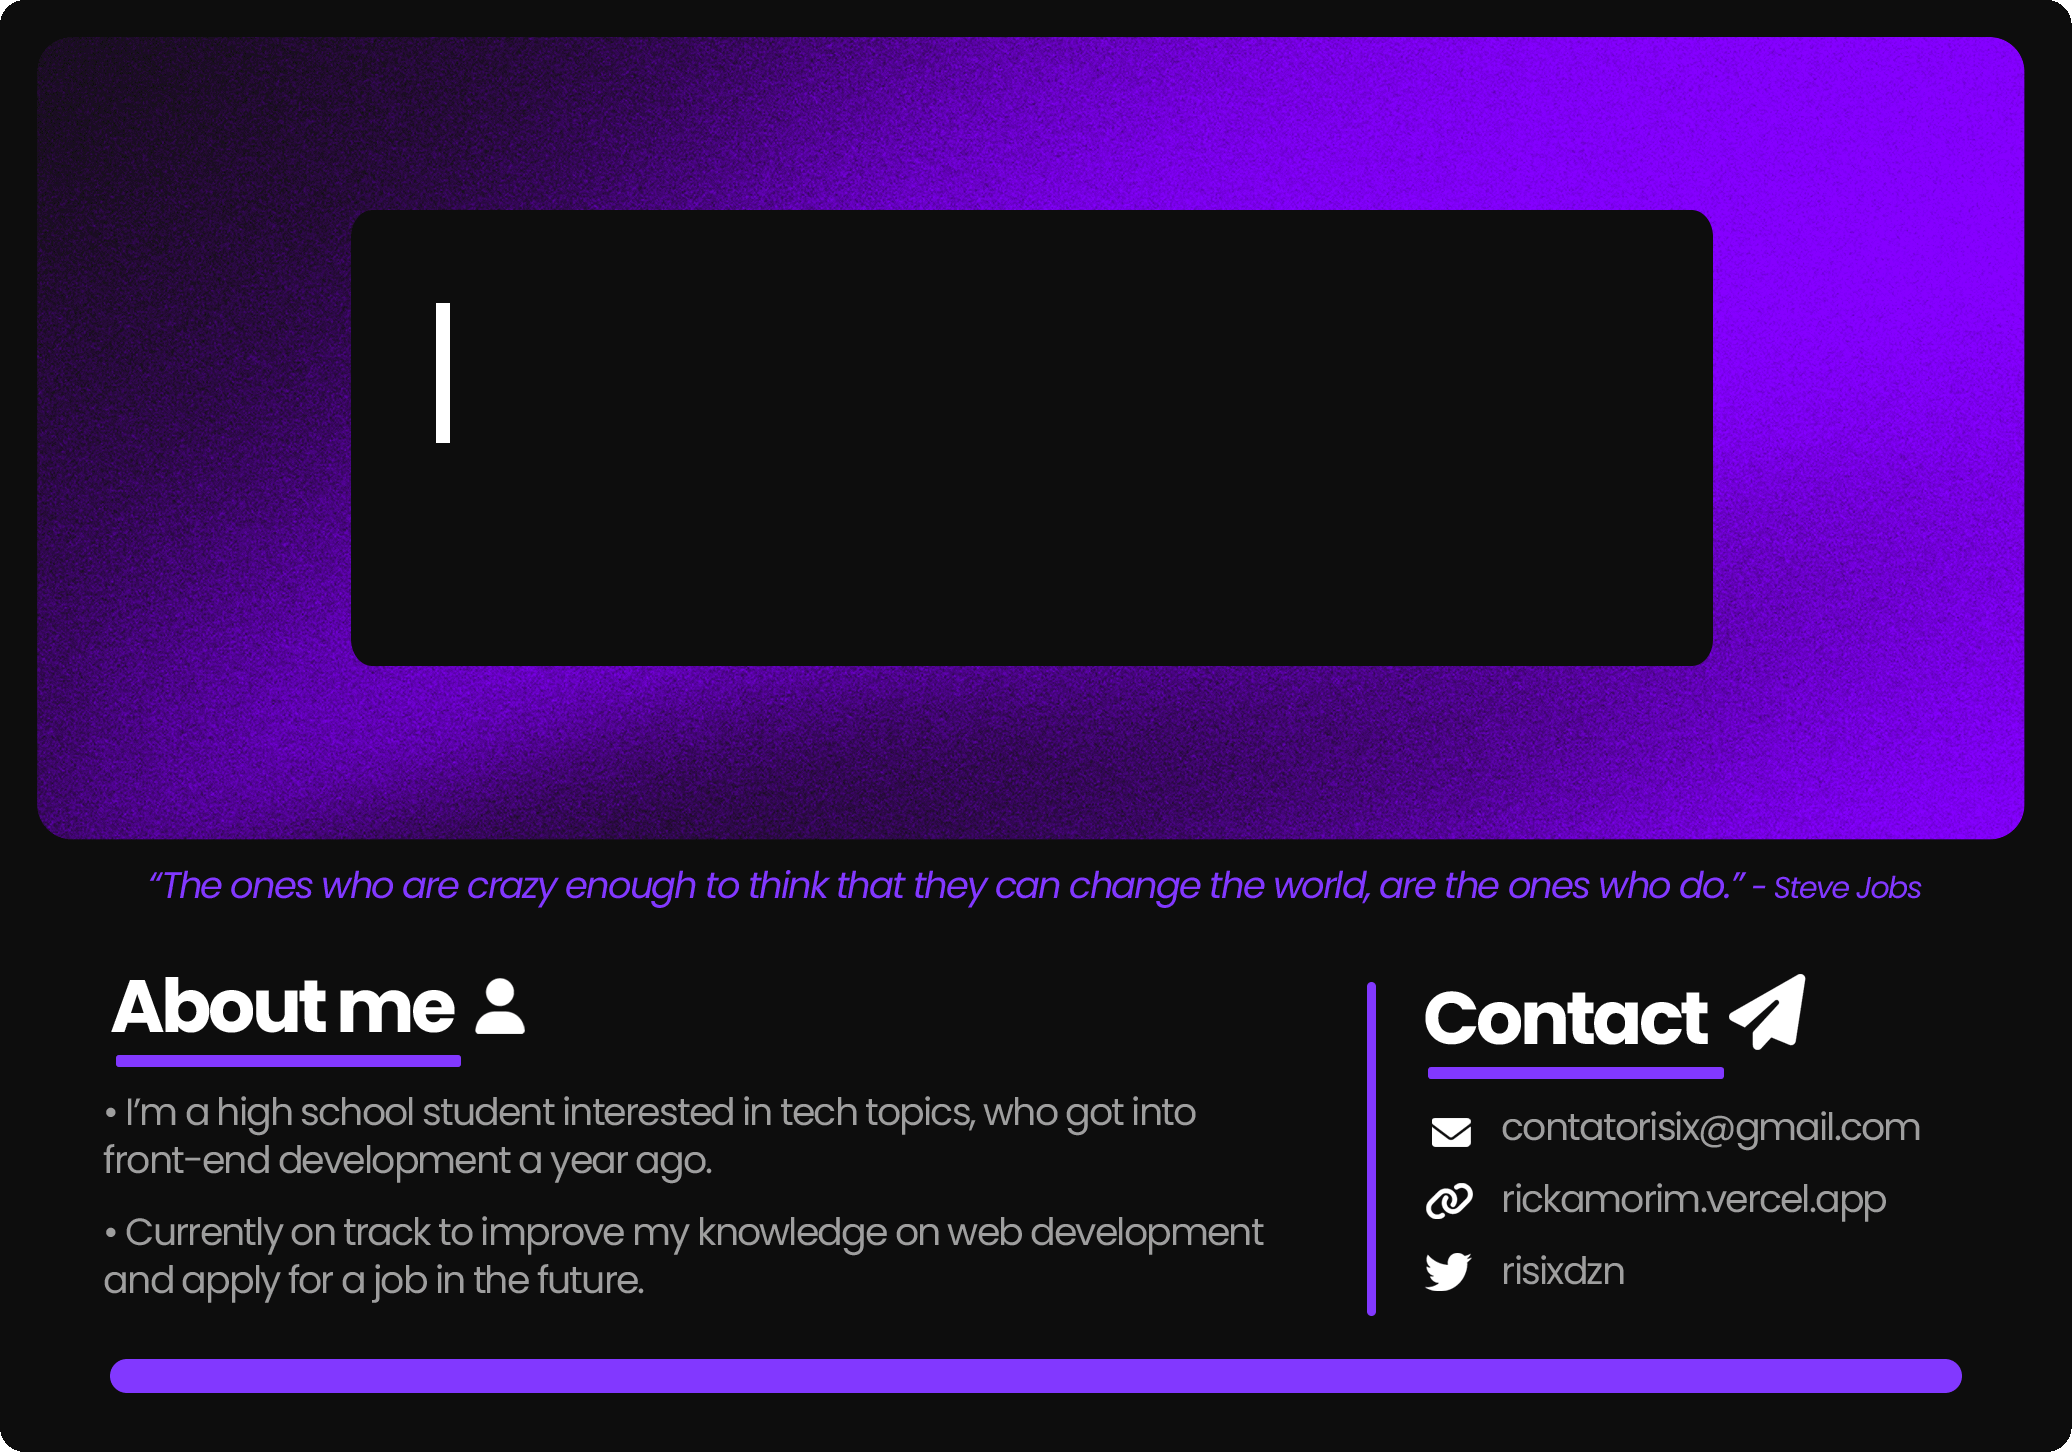 “The ones who are crazy enough to think that they can change the world, are the ones who do.” - Steve Jobs
About me
• I’m a high school student interested in tech topics, who got into
front-end development a year ago.
• Currently on track to improve my knowledge on web development
and apply for a job in the future.
Contact
contatorisix@gmail.com
rickamorim.vercel.app
risixdzn